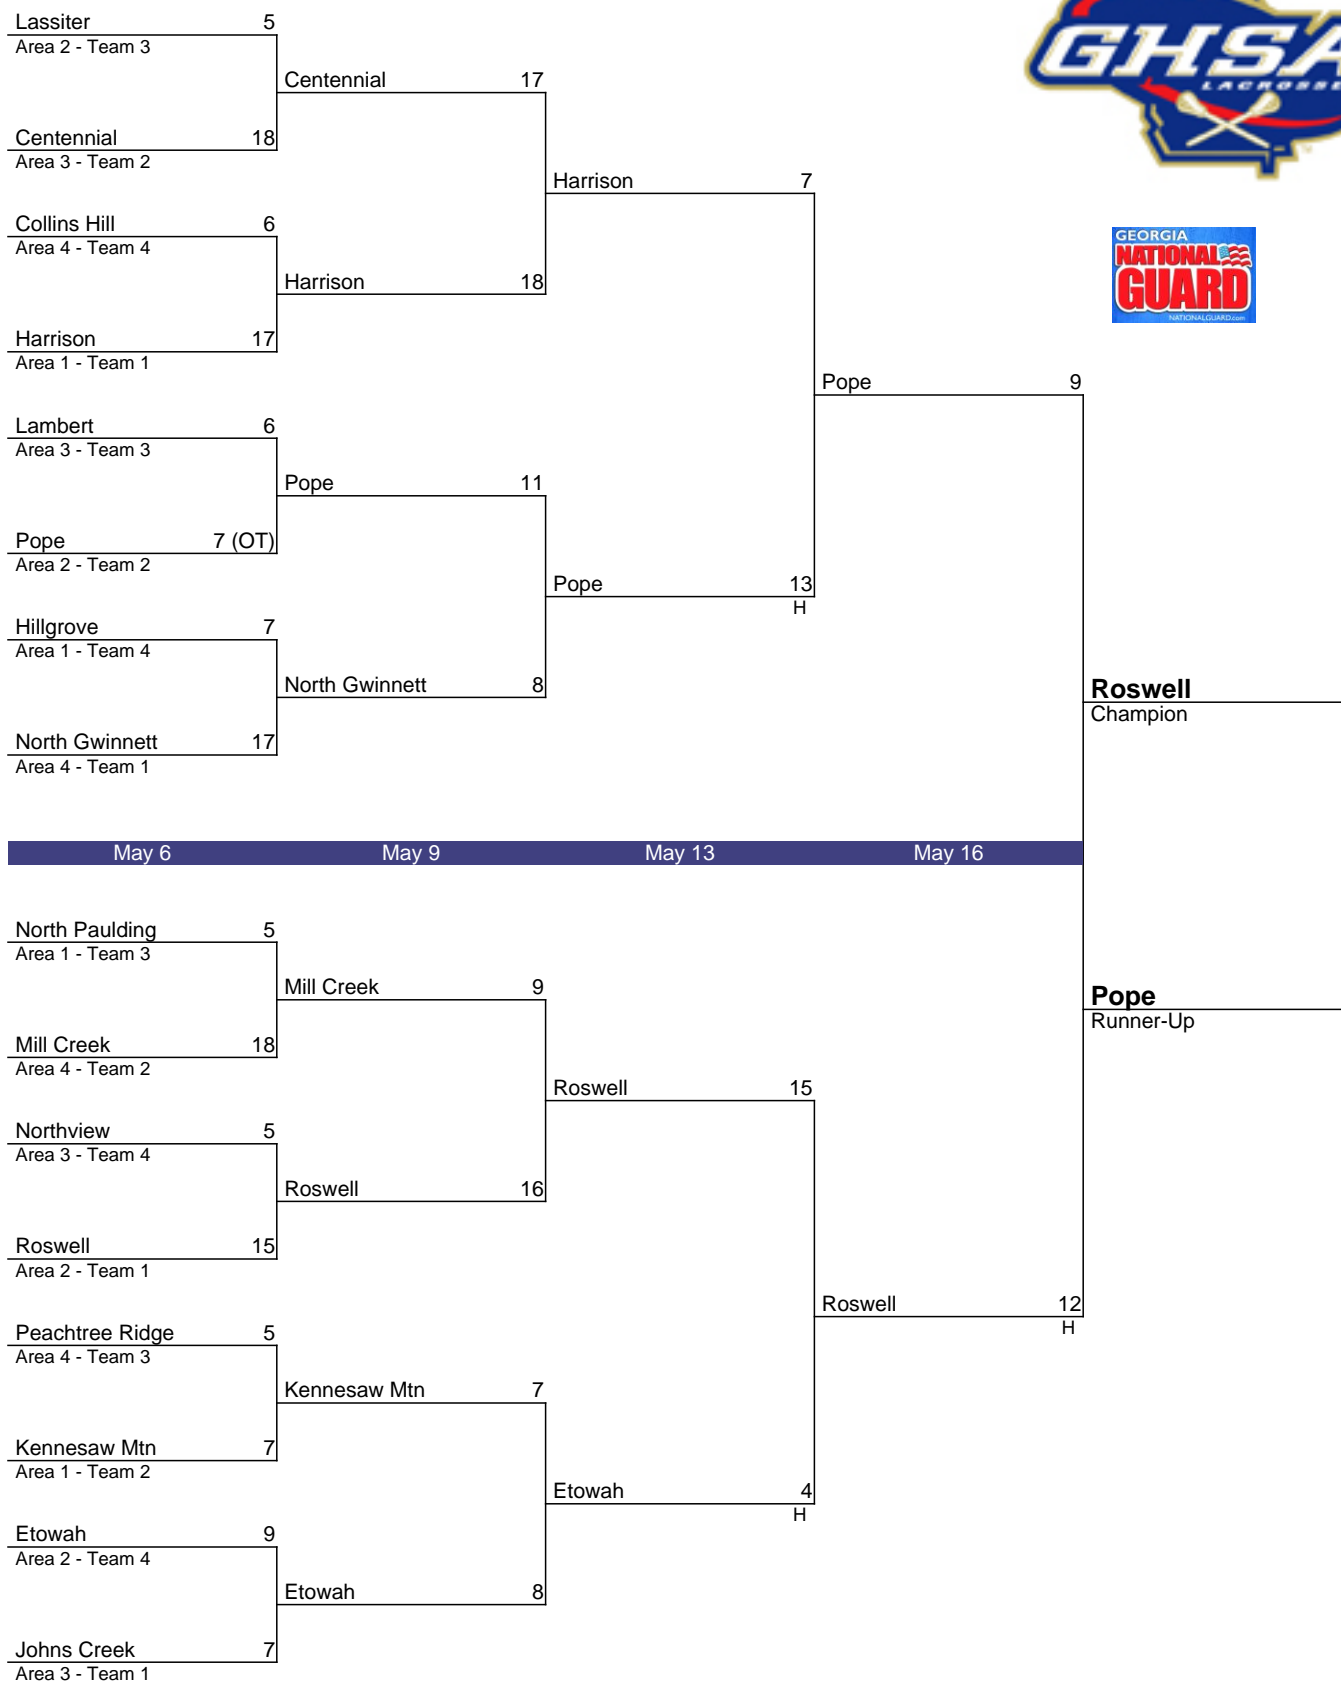 GHSA
LACROSSE
GEORGIA
NATIONAL
GUARD
NATIONALGUARD.com
Lassiter 5
Area 2 - Team 3
Centennial 17
Centennial 18
Area 3 - Team 2
Harrison 7
Collins Hill 6
Area 4 - Team 4
Harrison 18
Harrison 17
Area 1 - Team 1
Pope 9
Lambert 6
Area 3 - Team 3
Pope 11
Pope 7 (OT)
Area 2 - Team 2
Pope 13
H
Hillgrove 7
Area 1 - Team 4
North Gwinnett 8
Roswell
Champion
North Gwinnett 17
Area 4 - Team 1
May 6 May 9 May 13 May 16
North Paulding 5
Area 1 - Team 3
Mill Creek 9
Pope
Runner-Up
Mill Creek 18
Area 4 - Team 2
Roswell 15
Northview 5
Area 3 - Team 4
Roswell 16
Roswell 15
Area 2 - Team 1
Roswell 12
H
Peachtree Ridge 5
Area 4 - Team 3
Kennesaw Mtn 7
Kennesaw Mtn 7
Area 1 - Team 2
Etowah 4
H
Etowah 9
Area 2 - Team 4
Etowah 8
Johns Creek 7
Area 3 - Team 1